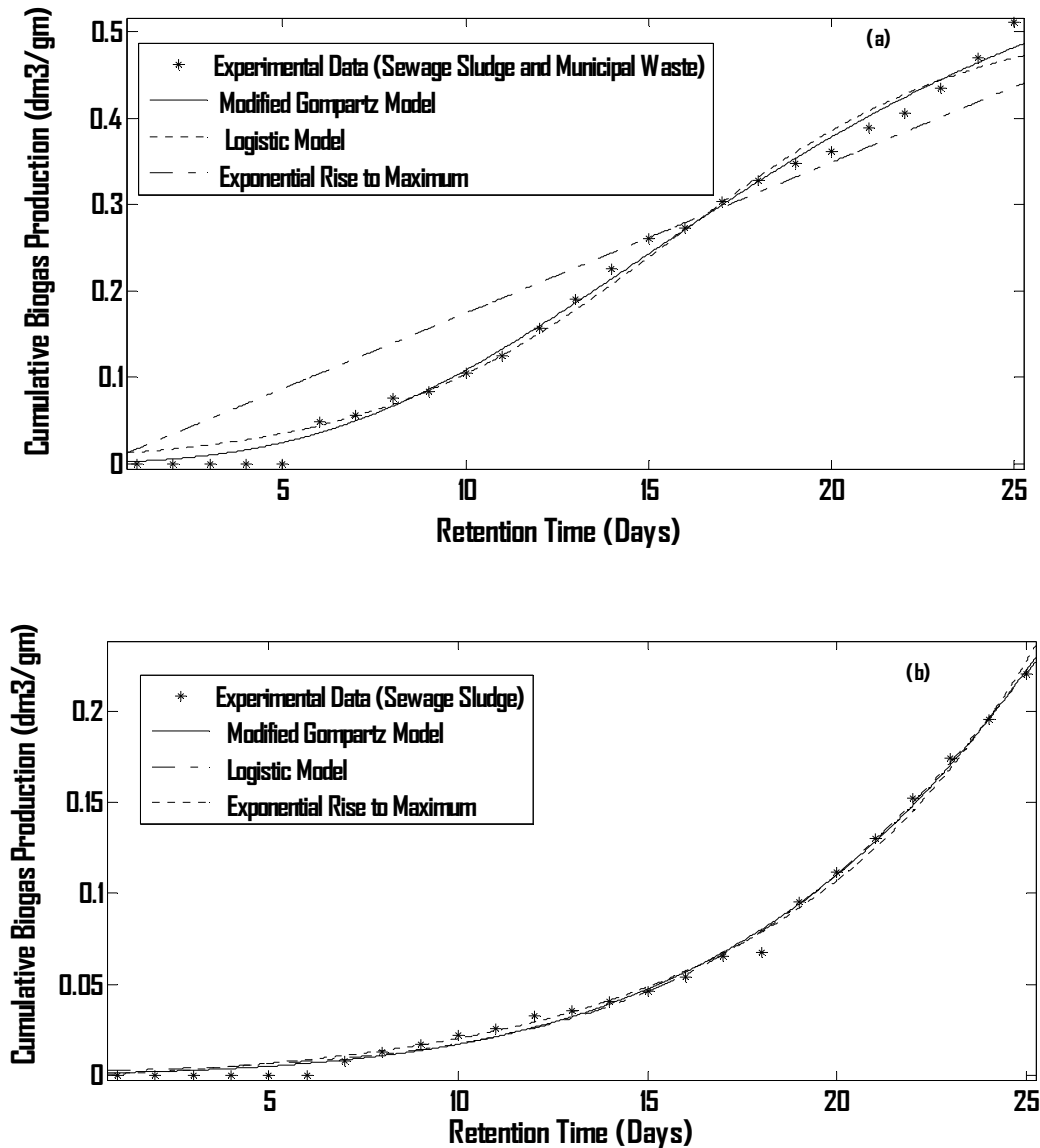 Cumulative Biogas Production (dm3/gm)
0.5
0.4
0.3
0.2
0.1
0
(a)
Experimental Data (Sewage Sludge and Municipal Waste)
Modified Gompartz Model
Logistic Model
Exponential Rise to Maximum
5 10 15 20 25
Retention Time (Days)
Cumulative Biogas Production (dm3/gm)
0.2
0.15
0.1
0.05
0
(b)
Experimental Data (Sewage Sludge)
Modified Gompartz Model
Logistic Model
Exponential Rise to Maximum
5 10 15 20 25
Retention Time (Days)